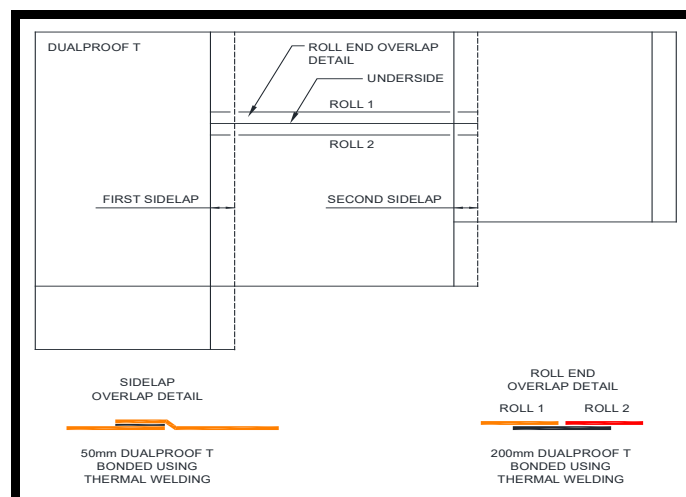 DUALPROOF T
ROLL END OVERLAP
DETAIL
UNDERSIDE
ROLL 1
ROLL 2
FIRST SIDELAP
SECOND SIDELAP
SIDELAP
OVERLAP DETAIL
50mm DUALPROOF T
BONDED USING
THERMAL WELDING
ROLL END
OVERLAP DETAIL
ROLL 1 ROLL 2
200mm DUALPROOF T
BONDED USING
THERMAL WELDING